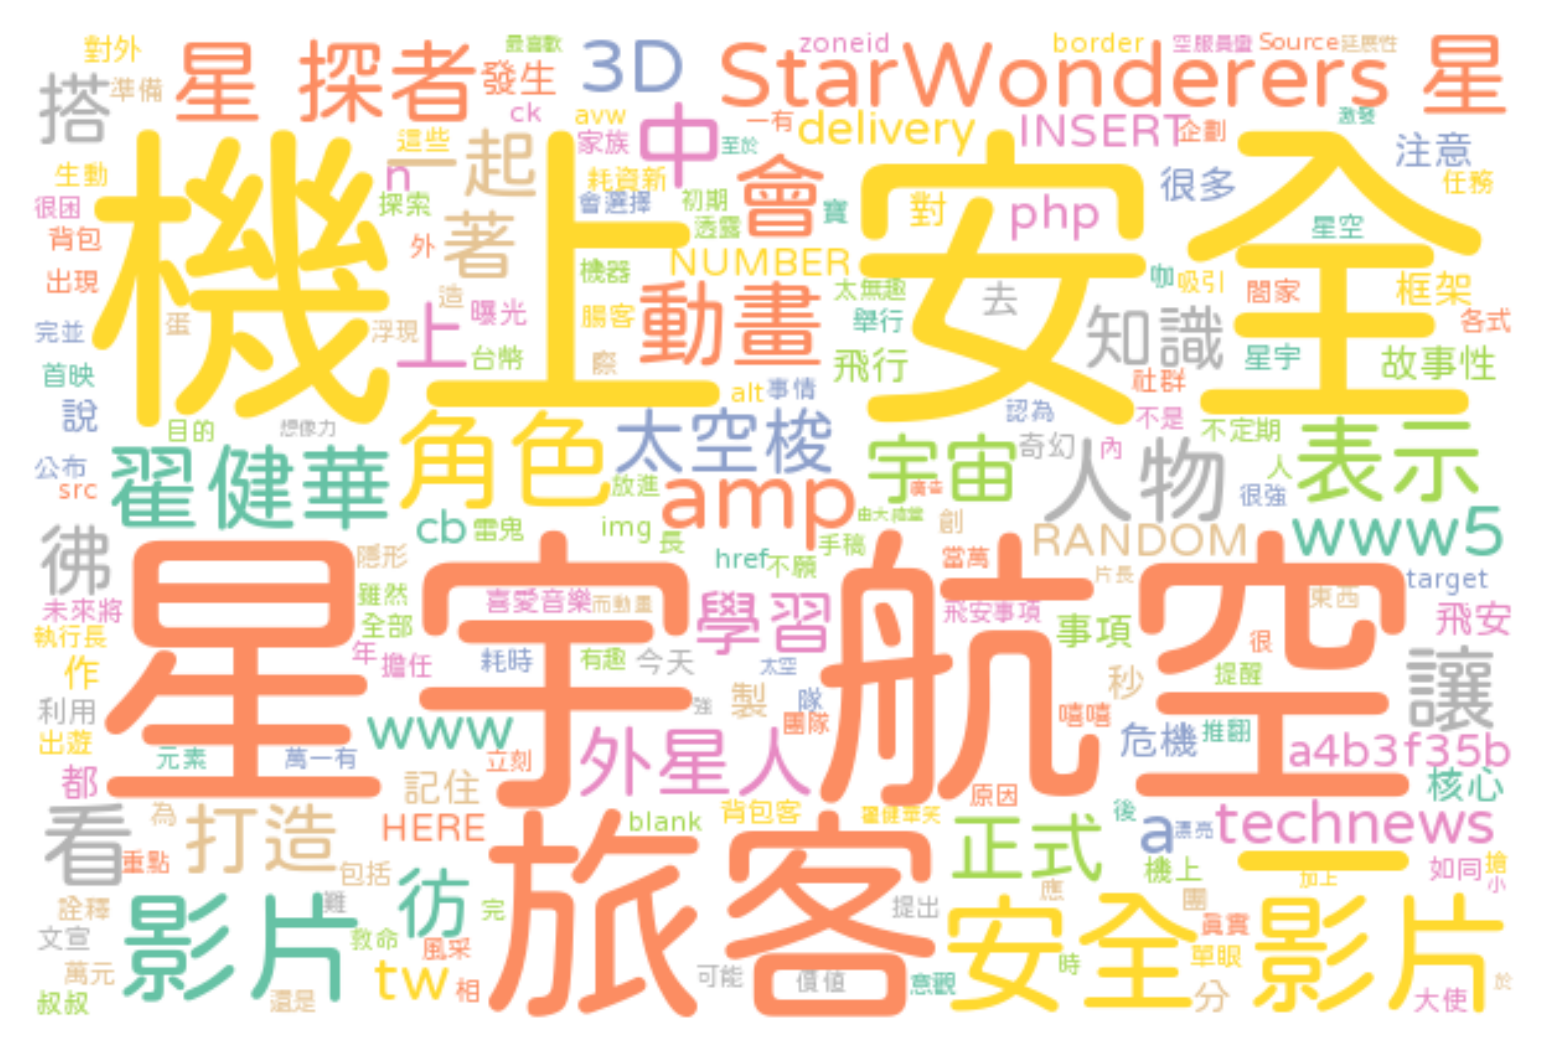 對外 星 探者 最喜歡 發生 3D zoneid StarWonderers border 空服員蠻 Source 延展性 星
搭 準備 ck avw 家族 中 一有 至於 delivery INSERT 企劃 激發 注意
機上安全 這些 一起 n
生動 很困 探索 耗資新 會選擇 初期 透露 會 寶 對 php 很多 任務
背包 外 著 機器 NUMBER 星空
出現 造 曝光 腸客 動畫 太無趣 去 咖 吸引 闔家 框架
完並 蛋 浮現 上 台幣 察 舉行 飛行 知識 星宇 各式 故事性
首映 alt 事情 社群
說 目的 想像力 角色 太空梭 認為 不是 不定期
公布 src 翟健華 放進 amp 宇宙 廣告 奇幻 人物 內 人 很強 表示
彿 cb 雷鬼 img 長 由大陸籃 創 RANDOM www5
隱形 href 不願 手稿 當萬 片長 target
星宇航空
未來將 雖然 喜愛音樂 而動畫 學習 飛安事項 東西 飛安
執行長 全部 年 事項 很
作 擔任 耗時 有趣 今天 太空 秒 提醒 讓
利用 強 製 隊 團隊 嘻嘻
出遊 www 外星人 危機 推翻 a4b3f35b
都 元素 萬一有 立刻 記住 原因 核心
看 為 打造 HERE blank 背包客 翟健華笑 正式 後 a 漂亮 technews
重點 包括 旅客 機上 一 如同 搶 小
詮釋 影片 難 彷 完 提出 安全 應 團 加上 影片
文宣 救命 風采 真實
萬元 tw 相 可能 價值 意觀 時 單眼 於
叔叔 還是 分 大使